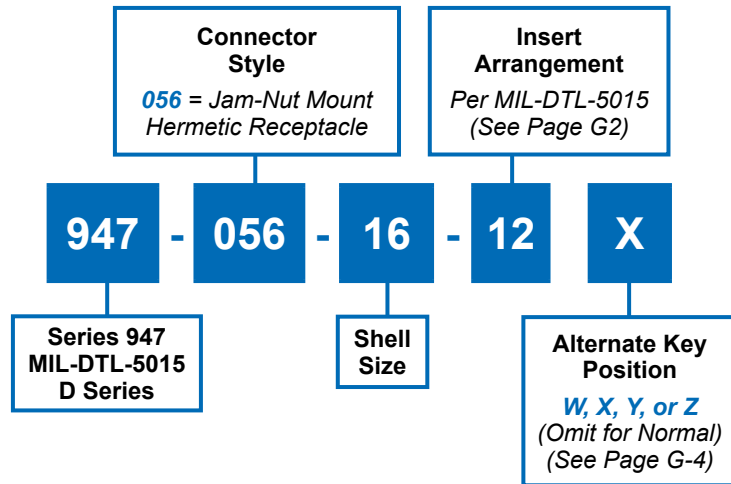 Connector
Style
056 = Jam-Nut Mount
Hermetic Receptacle
Insert
Arrangement
Per MIL-DTL-5015
(See Page G2)
947 - 056 - 16 - 12 X
Series 947
MIL-DTL-5015
D Series
Shell
Size
Alternate Key
Position
W, X, Y, or Z
(Omit for Normal)
(See Page G-4)